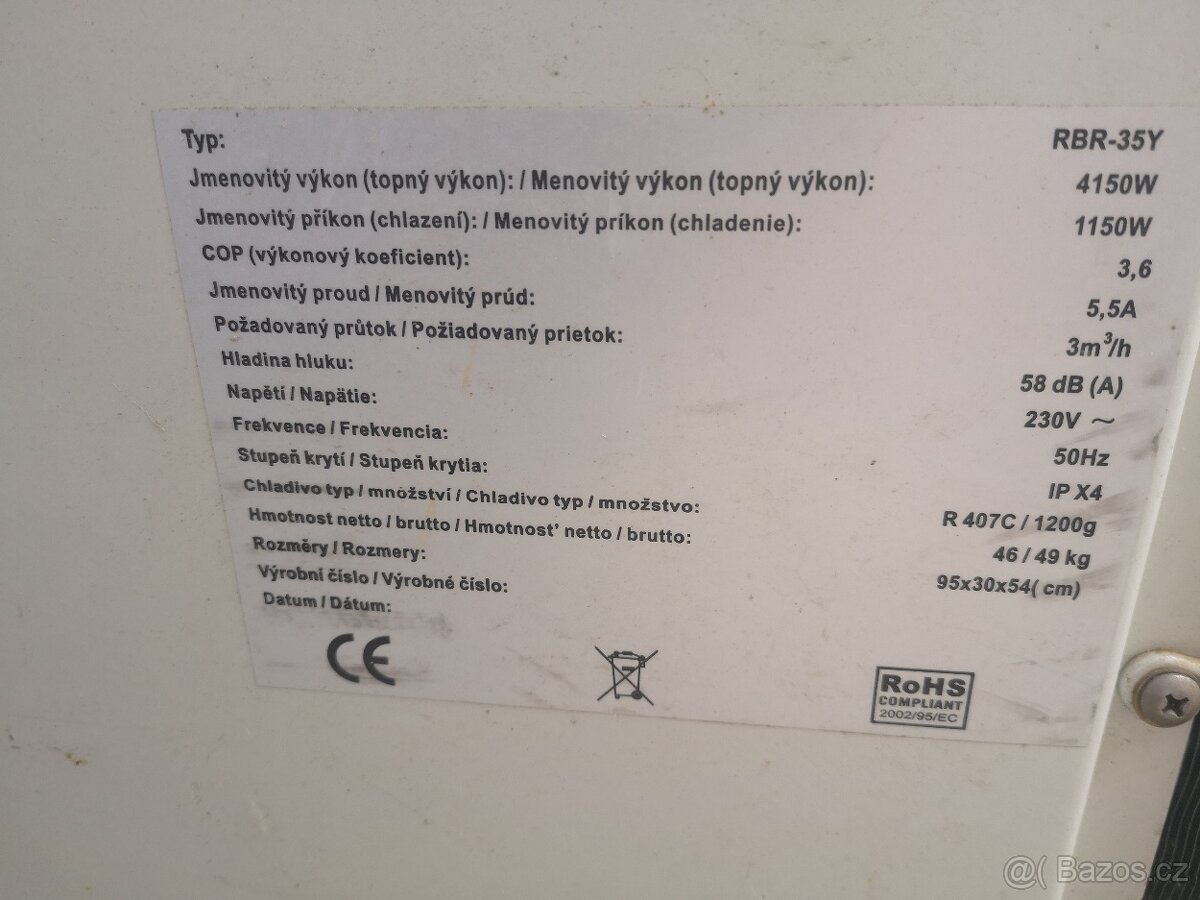 Typ: RBR-35Y
Jmenovitý výkon (topný výkon): / Menovitý výkon (topný výkon): 4150W
Jmenovitý příkon (chlazení): / Menovitý príkon (chladenie): 1150W
COP (výkonový koeficient): 3,6
Jmenovitý proud / Menovitý prúd: 5,5A
Požadovaný průtok / Požiadovaný prietok: 3m³/h
Hladina hluku: 58 dB (A)
Napětí / Napätie: 230V ~
Frekvence / Frekvencia: 50Hz
Stupeň krytí / Stupeň krytia: IP X4
Chladivo typ / množství / Chladivo typ / množstvo: R 407C / 1200g
Hmotnost netto / brutto / Hmotnosť netto / brutto: 46 / 49 kg
Rozměry / Rozmery: 95x30x54( cm)
Výrobní číslo / Výrobné číslo:
Datum / Dátum:
CE
RoHS
COMPLIANT
2002/95/EC
@( Bazos.cz